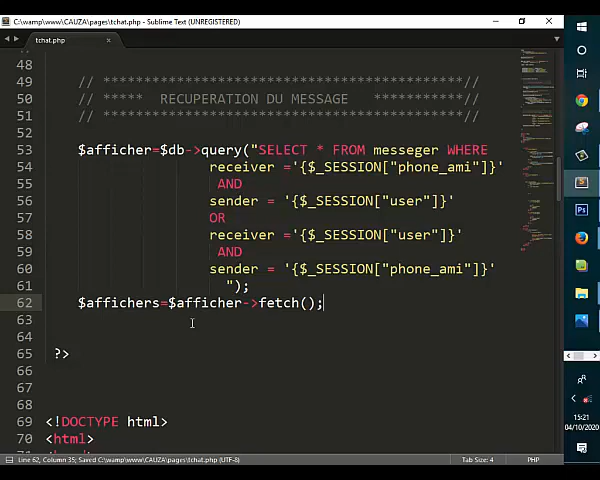 C:\wamp\www\CAUZA\pages\tchat.php - Sublime Text (UNREGISTERED)
tchat.php
48
49 // ********************************************//
50 // ***** RECUPERATION DU MESSAGE ***********//
51 // ********************************************//
52
53 $afficher=$db->query("SELECT * FROM messeger WHERE
54 receiver ='{$_SESSION["phone_ami"]}'
55 AND
56 sender = '{$_SESSION["user"]}'
57 OR
58 receiver ='{$_SESSION["user"]}'
59 AND
60 sender = '{$_SESSION["phone_ami"]}'
61 ");
62 $affichers=$afficher->fetch();
63
64
65 ?>
66
67
68
69 <!DOCTYPE html>
70 <html>
Line 62, Column 35; Saved C:\wamp\www\CAUZA\pages\tchat.php (UTF-8)
Tab Size: 4
PHP
15:21
04/10/2020